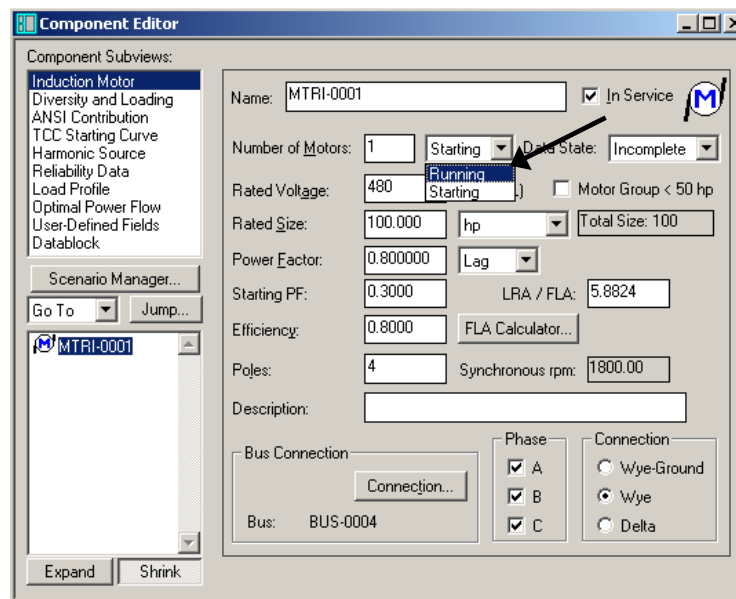 Component Editor
Component Subviews:
Induction Motor
Diversity and Loading
ANSI Contribution
TCC Starting Curve
Harmonic Source
Reliability Data
Load Profile
Optimal Power Flow
User-Defined Fields
Datablock
Scenario Manager...
Go To Jump...
MTRI-0001
Expand Shrink
Name: MTRI-0001 In Service M
Number of Motors: 1 Starting Data State: Incomplete
Running
Starting
Rated Voltage: 480 Motor Group < 50 hp
Rated Size: 100.000 hp Total Size: 100
Power Factor: 0.800000 Lag
Starting PF: 0.3000 LRA / FLA: 5.8824
Efficiency: 0.8000 FLA Calculator...
Poles: 4 Synchronous rpm: 1800.00
Description:
Bus Connection
Connection...
Bus: BUS-0004
Phase
A
B
C
Connection
Wye-Ground
Wye
Delta